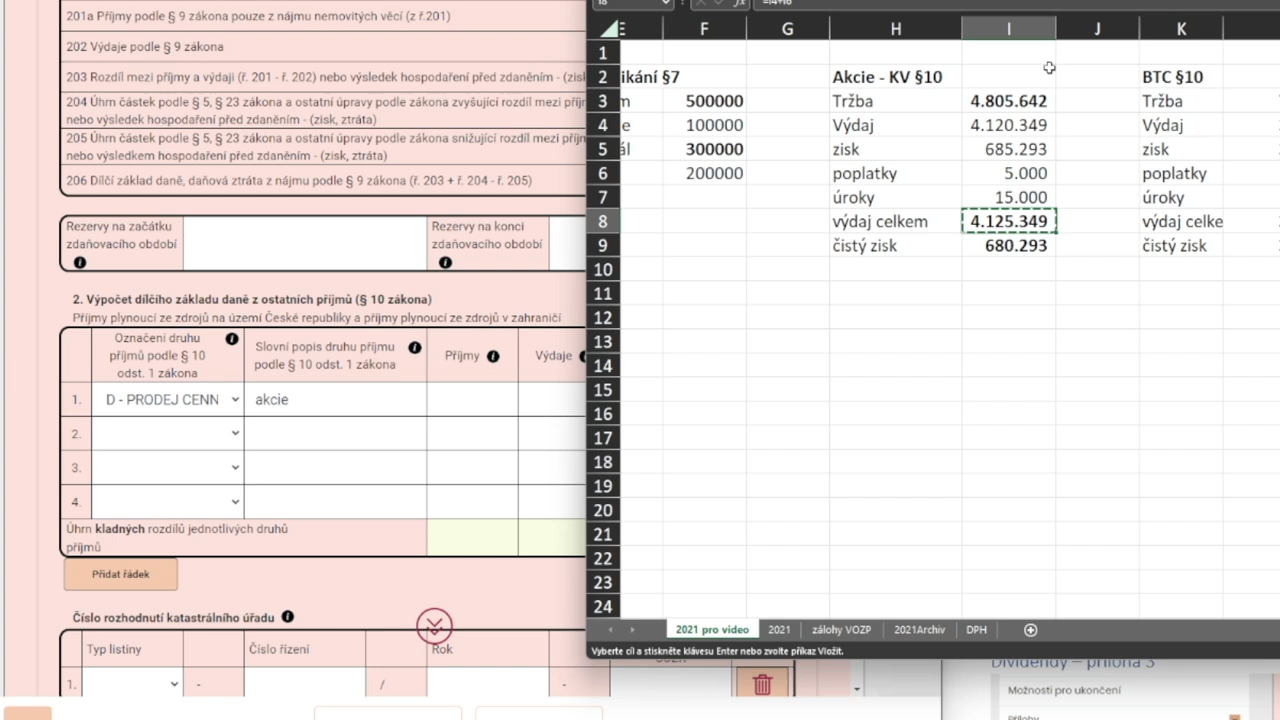 201a Příjmy podle § 9 zákona pouze z nájmu nemovitých věcí (z ř.201)
202 Výdaje podle § 9 zákona
203 Rozdíl mezi příjmy a výdaji (ř. 201 - ř. 202) nebo výsledek hospodaření před zdaněním - (zisk
204 Úhrn částek podle § 5, § 23 zákona a ostatní úpravy podle zákona zvyšující rozdíl mezi příjm
nebo výsledek hospodaření před zdaněním - (zisk, ztráta)
205 Úhrn částek podle § 5, § 23 zákona a ostatní úpravy podle zákona snižující rozdíl mezi příjm
nebo výsledkem hospodaření před zdaněním - (zisk, ztráta)
206 Dílčí základ daně, daňová ztráta z nájmu podle § 9 zákona (ř. 203 + ř. 204 - ř. 205)
Rezervy na začátku
zdaňovacího období
Rezervy na konci
zdaňovacího období
2. Výpočet dílčího základu daně z ostatních příjmů (§ 10 zákona)
Příjmy plynoucí ze zdrojů na území České republiky a příjmy plynoucí ze zdrojů v zahraničí
Označení druhu
příjmů podle § 10
odst. 1 zákona
Slovní popis druhu příjmu
podle § 10 odst. 1 zákona
Příjmy
Výdaje
1. D - PRODEJ CENN akcie
2.
3.
4.
Úhrn kladných rozdílů jednotlivých druhů
příjmů
Přidat řádek
Číslo rozhodnutí katastrálního úřadu
Typ listiny Číslo řízení Rok
1. - / -
E F G H I J K
1
2 ikání §7 Akcie - KV §10 BTC §10
3 500000 Tržba 4.805.642 Tržba
4 100000 Výdaj 4.120.349 Výdaj
5 300000 zisk 685.293 zisk
6 200000 poplatky 5.000 poplatky
7 úroky 15.000 úroky
8 výdaj celkem 4.125.349 výdaj celke
9 čistý zisk 680.293 čistý zisk
10
11
12
13
14
15
16
17
18
19
20
21
22
23
24
2021 pro video 2021 zálohy VOZP 2021Archiv DPH
Vyberte cíl a stiskněte klávesu Enter nebo zvolte příkaz Vložit.
Dividendy – příloha 3
Možnosti pro ukončení
Přílohy